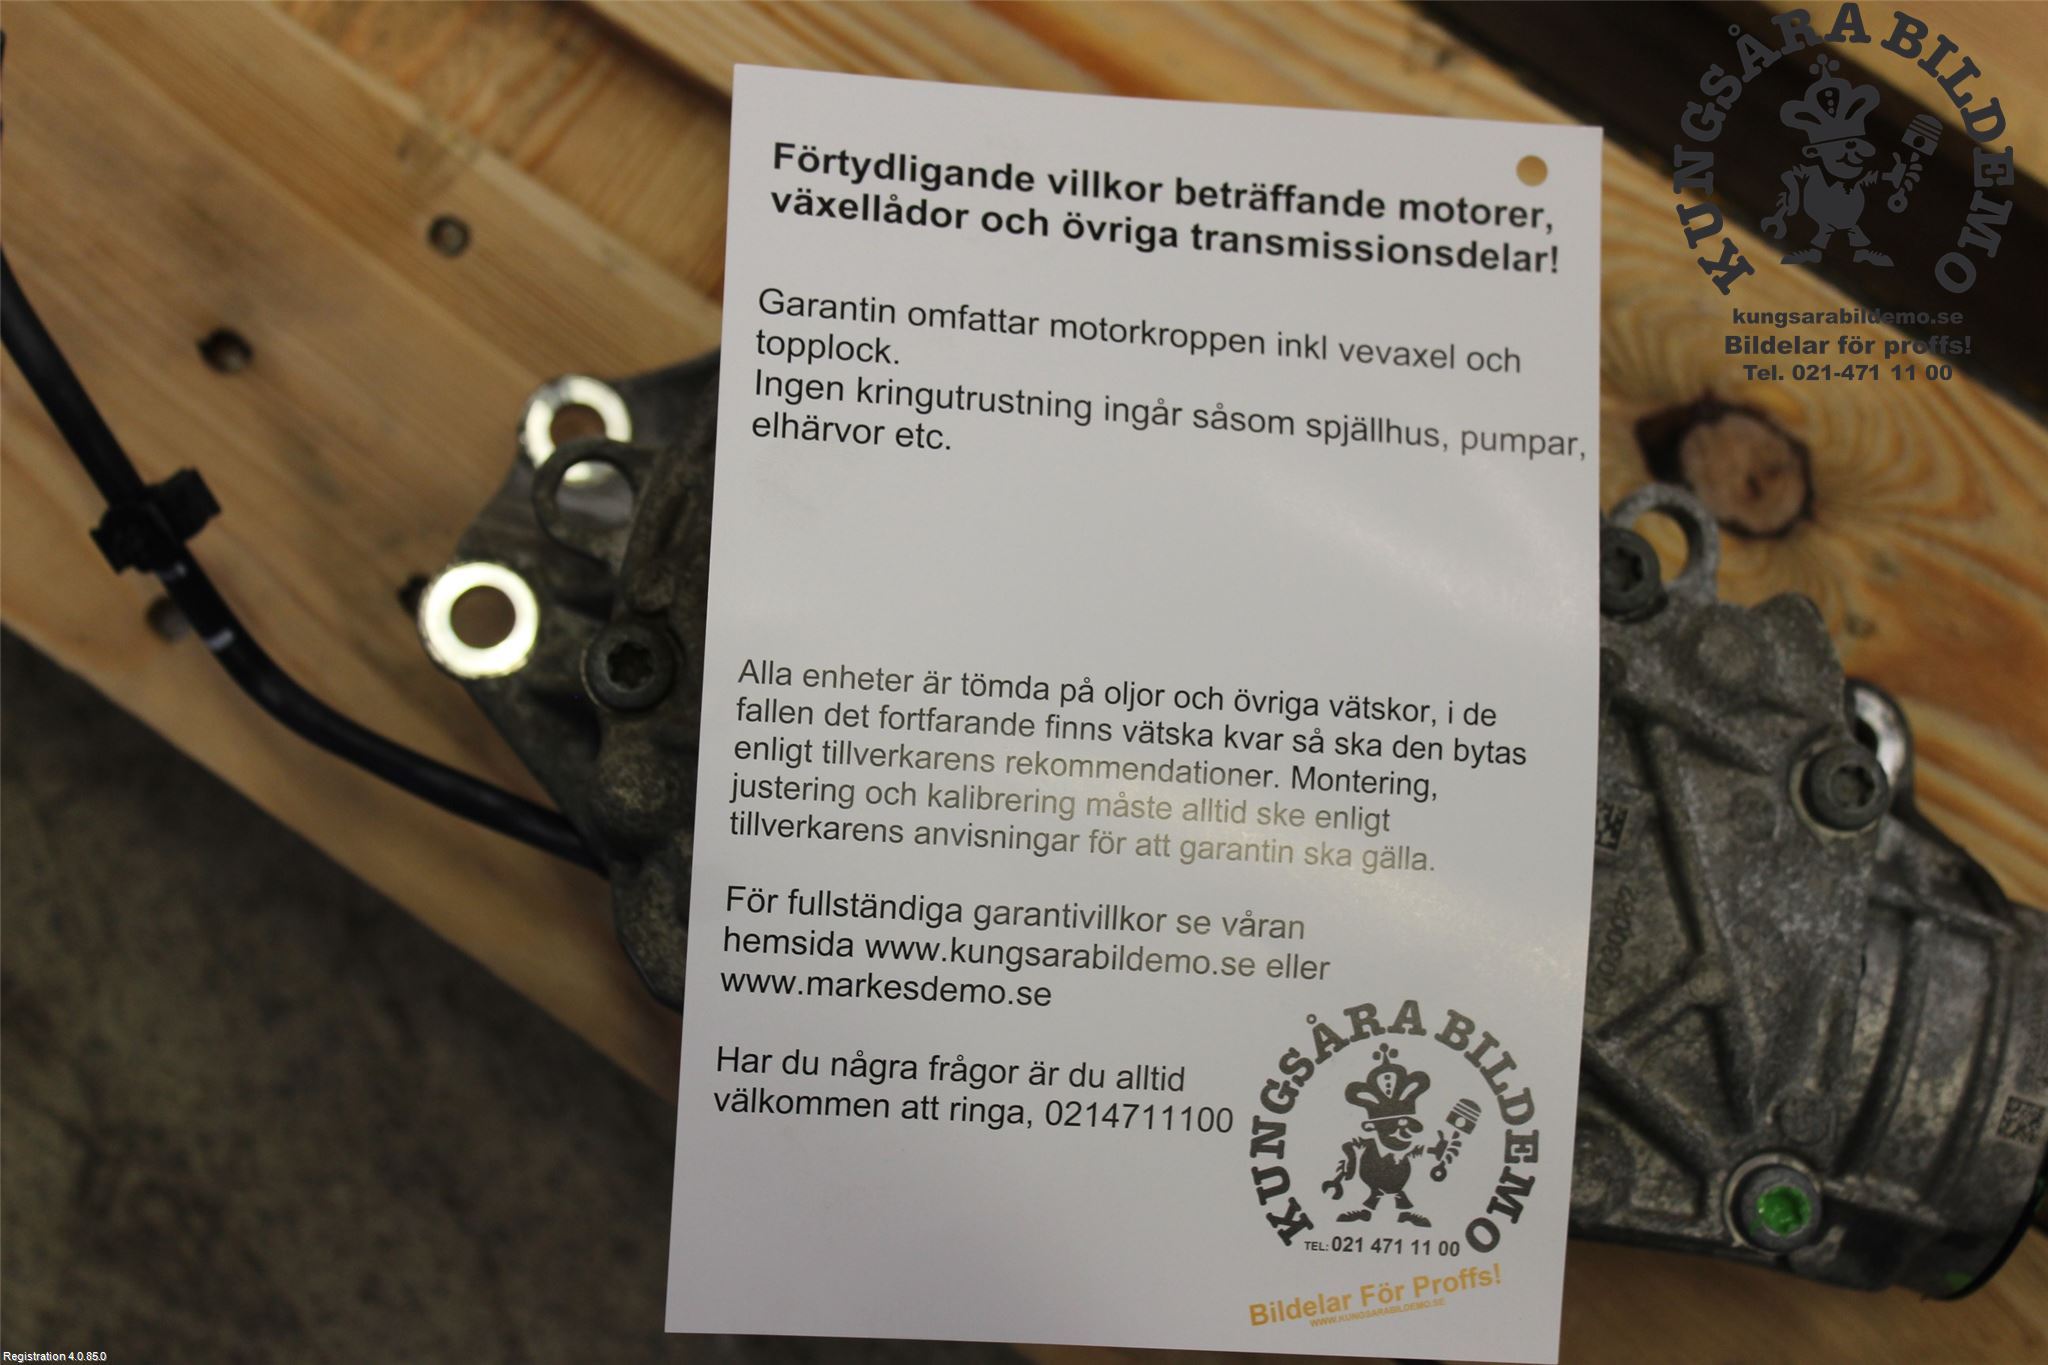 KUNGSÅRA BILDEMO
kungsarabildemo.se
Bildelar för proffs!
Tel. 021-471 11 00
Förtydligande villkor beträffande motorer,
växellådor och övriga transmissionsdelar!
Garantin omfattar motorkroppen inkl vevaxel och
topplock.
Ingen kringutrustning ingår såsom spjällhus, pumpar,
elhärvor etc.
Alla enheter är tömda på oljor och övriga vätskor, i de
fallen det fortfarande finns vätska kvar så ska den bytas
enligt tillverkarens rekommendationer. Montering,
justering och kalibrering måste alltid ske enligt
tillverkarens anvisningar för att garantin ska gälla.
För fullständiga garantivillkor se våran
hemsida www.kungsarabildemo.se eller
www.markesdemo.se
Har du några frågor är du alltid
välkommen att ringa, 0214711100
KUNGSÅRA BILDEMO
TEL: 021 471 11 00
Bildelar För Proffs!
WWW.KUNGSARABILDEMO.SE
Registration 4.0.85.0